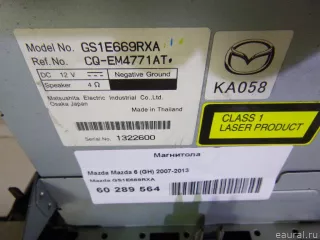 Model No. GS1E669RXA
Ref. No. CQ-EM4771AT
DC 12 V Negative Ground
Speaker 4 Ω
Matsushita Electric Industrial Co., Ltd.
Osaka Japan
Made in Thailand
Serial No. 1322600
KA058
CLASS 1
LASER PRODUCT
Магнитола
Mazda Mazda 6 (GH) 2007-2013
Mazda GS1E669RXA
60 289 564
eaural.ru